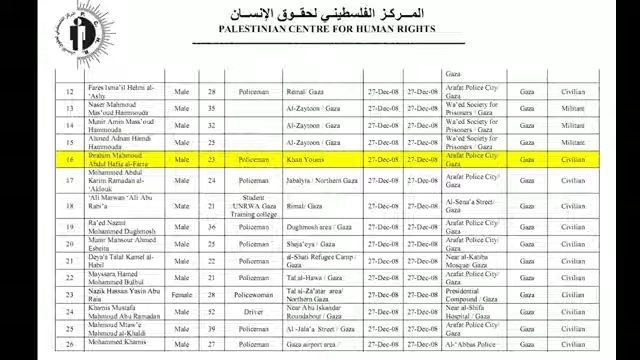 المركز الفلسطيني لحقوق الإنسان
PALESTINIAN CENTRE FOR HUMAN RIGHTS
Gaza
12 Fares Isma'il Helmi al-'Ashy Male 28 Policeman Remal/ Gaza 27-Dec-08 27-Dec-08 Arafat Police City/ Gaza Gaza Civilian
13 Naser Mahmoud Mas'oud Hammouda Male 35 Al-Zaytoon / Gaza 27-Dec-08 27-Dec-08 Wa'ed Society for Prisoners / Gaza Gaza Militant
14 Munir Amin Mass'oud Hammouda Male 32 Al-Zaytoon / Gaza 27-Dec-08 27-Dec-08 Wa'ed Society for Prisoners / Gaza Gaza Militant
15 Ahmed Adnan Hamdi Hammouda Male 25 Al-Zaytoon / Gaza 27-Dec-08 27-Dec-08 Wa'ed Society for Prisoners / Gaza Gaza Militant
16 Ibrahim Mahmoud Abdul Hafiz al-Farra Male 23 Policeman Khan Younis 27-Dec-08 27-Dec-08 Arafat Police City/ Gaza Gaza Civilian
17 Mohammed Abdul Karim Ramadan al-'Aklouk Male 24 Policeman Jabalya / Northern Gaza 27-Dec-08 27-Dec-08 Arafat Police City/ Gaza Gaza Civilian
18 'Ali Marwan 'Ali Abu Rabi'a Male 21 Student UNRWA Gaza Training college Rimal/ Gaza 27-Dec-08 27-Dec-08 Al-Sena'a Street/ Gaza Gaza Civilian
19 Ra'ed Nazmi Mohammed Dughmosh Male 36 Policeman Dughmosh area/ Gaza 27-Dec-08 27-Dec-08 Arafat Police City/ Gaza Gaza Civilian
20 Munir Mansour Ahmed Esbeita Male 25 Policeman Sheja'eya / Gaza 27-Dec-08 27-Dec-08 Arafat Police City/ Gaza Gaza Civilian
21 Deya'a Talal Kamel al-Habil Male 22 Policeman al-Shati Refugee Camp / Gaza 27-Dec-08 27-Dec-08 Near al-Katiba Mosque/ Gaza Gaza Civilian
22 Mayssara Hamed Mohammed Bulbul Male 21 Policeman Tal al-Hawa / Gaza 27-Dec-08 27-Dec-08 Arafat Police City/ Gaza Gaza Civilian
23 Nazik Hassan Yasin Abu Raia Female 28 Policewoman Tal al-Za'atar area/ Northern Gaza 27-Dec-08 27-Dec-08 Presidential Compound / Gaza Gaza Civilian
24 Khamis Mustafa Mahmoud Abu Ramadan Male 52 Driver Near Abu Iskandar Roundabout / Gaza 27-Dec-08 27-Dec-08 Near al-Shifa Hospital / Gaza Gaza Civilian
25 Mahmoud Mtaw'e Mahmoud al-Khaldi Male 39 Policeman Al-'Jala'a Street / Gaza 27-Dec-08 27-Dec-08 Arafat Police City/ Gaza Gaza Civilian
26 Mohammed Khamis Male 27 Policeman Gaza airport area / 27-Dec-08 27-Dec-08 Al-'Abbas Police Gaza Civilian